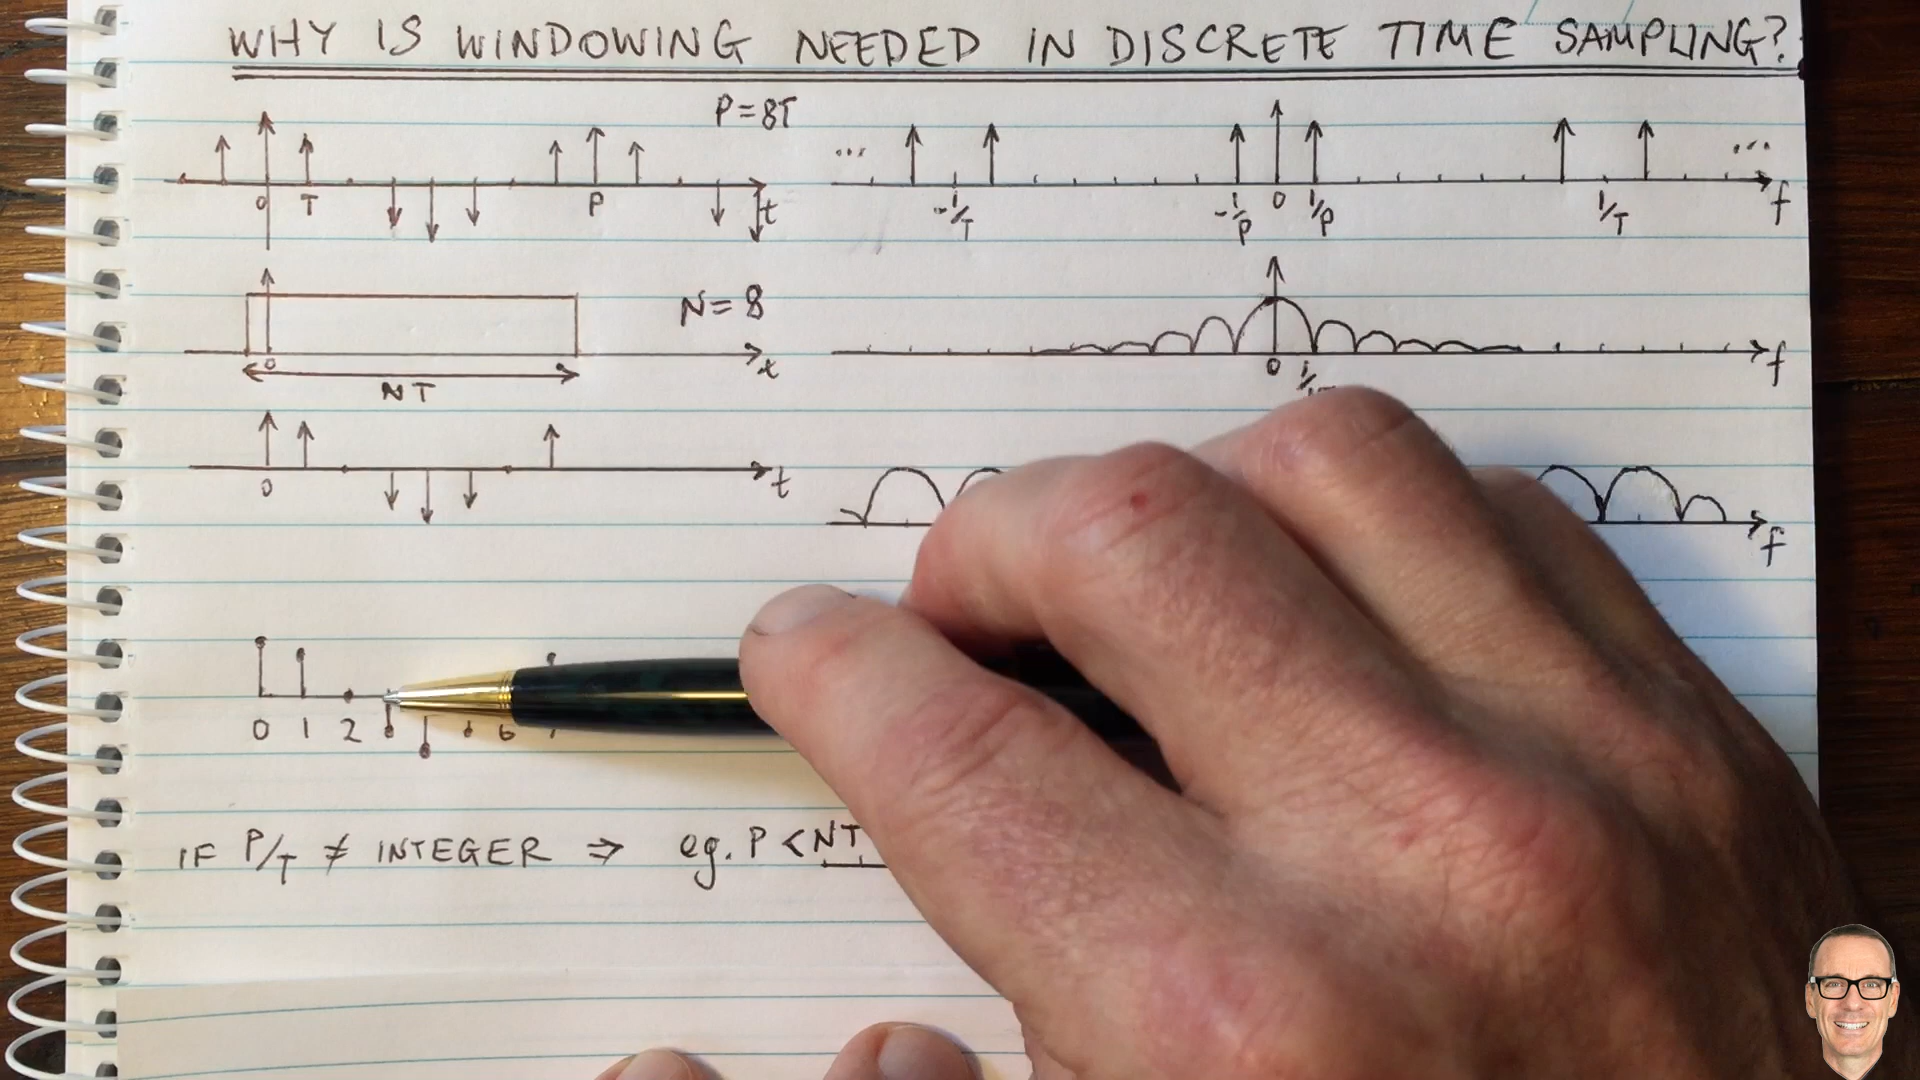 WHY IS WINDOWING NEEDED IN DISCRETE TIME SAMPLING?
P=8T
0 T P t
... -1/T -1/P 0 1/P 1/T ... f
N=8
0 t
NT
0 f
0 t
f
0 1 2 6
IF P/T ≠ INTEGER ⇒ eg. P < NT